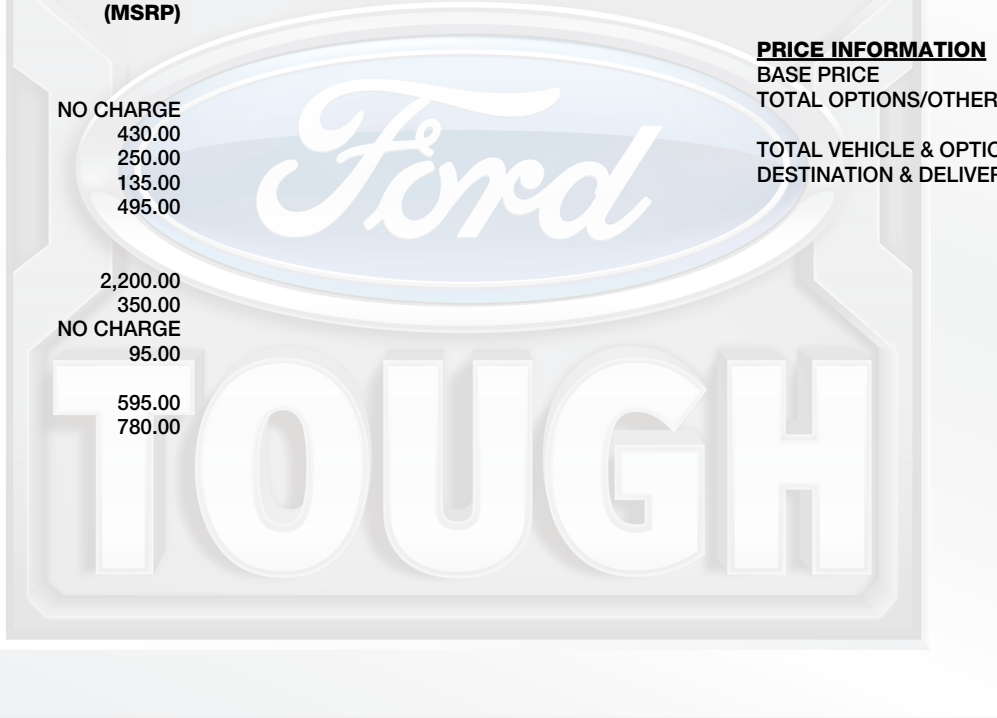 (MSRP)
NO CHARGE
430.00
250.00
135.00
495.00
2,200.00
350.00
NO CHARGE
95.00
595.00
780.00
PRICE INFORMATION
BASE PRICE
TOTAL OPTIONS/OTHER
TOTAL VEHICLE & OPTIO
DESTINATION & DELIVER
Ford
TOUGH